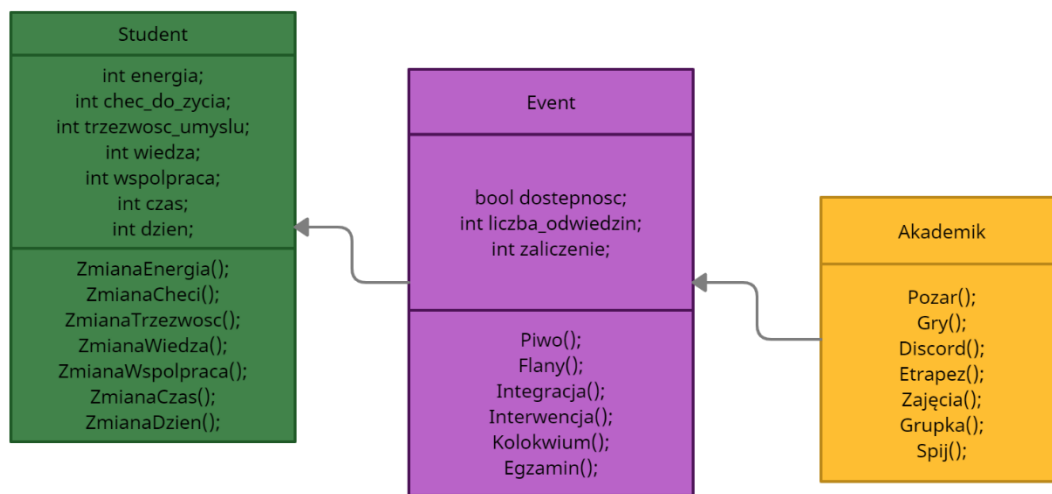 Student
int energia;
int chec_do_zycia;
int trzezwosc_umyslu;
int wiedza;
int wspolpraca;
int czas;
int dzien;
ZmianaEnergia();
ZmianaCheci();
ZmianaTrzezwosc();
ZmianaWiedza();
ZmianaWspolpraca();
ZmianaCzas();
ZmianaDzien();
Event
bool dostepnosc;
int liczba_odwiedzin;
int zaliczenie;
Piwo();
Flany();
Integracja();
Interwencja();
Kolokwium();
Egzamin();
Akademik
Pozar();
Gry();
Discord();
Etrapez();
Zajęcia();
Grupka();
Spij();